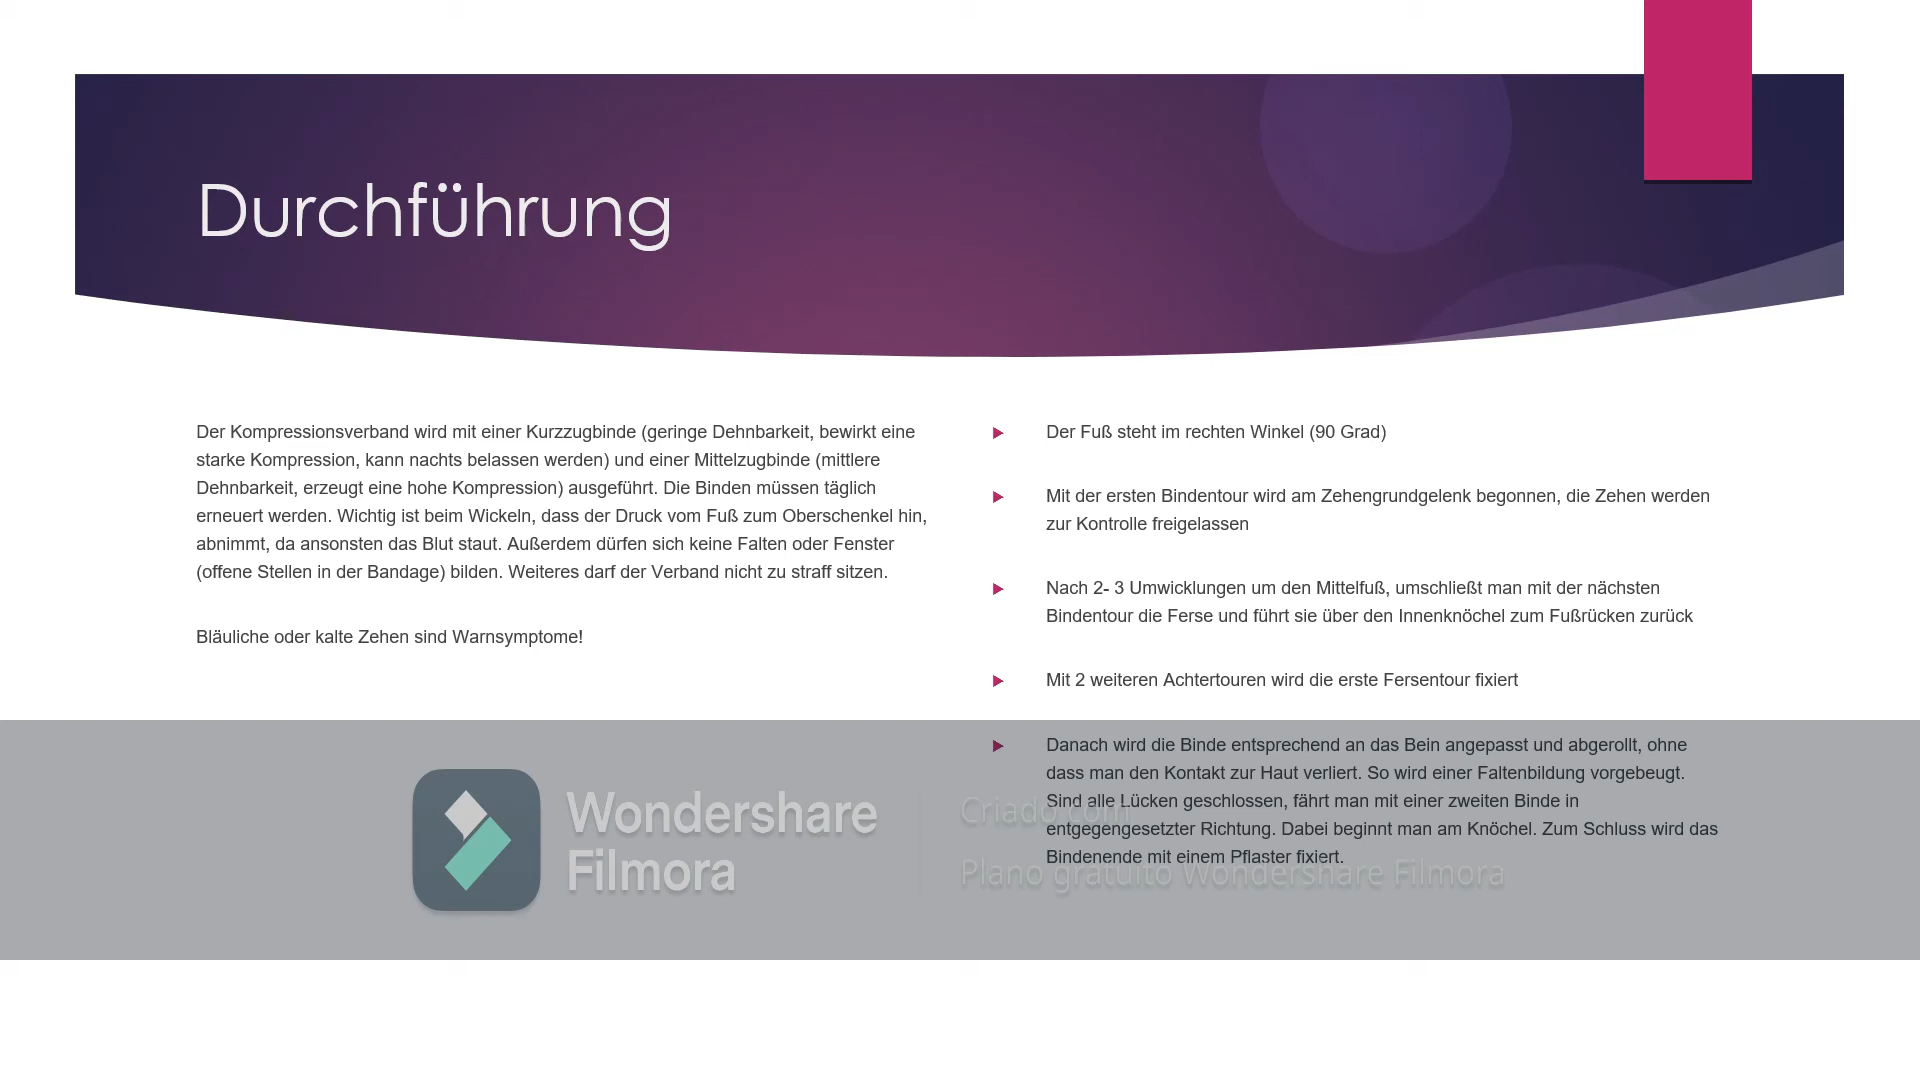 Durchführung
Der Kompressionsverband wird mit einer Kurzzugbinde (geringe Dehnbarkeit, bewirkt eine
starke Kompression, kann nachts belassen werden) und einer Mittelzugbinde (mittlere
Dehnbarkeit, erzeugt eine hohe Kompression) ausgeführt. Die Binden müssen täglich
erneuert werden. Wichtig ist beim Wickeln, dass der Druck vom Fuß zum Oberschenkel hin,
abnimmt, da ansonsten das Blut staut. Außerdem dürfen sich keine Falten oder Fenster
(offene Stellen in der Bandage) bilden. Weiteres darf der Verband nicht zu straff sitzen.
Bläuliche oder kalte Zehen sind Warnsymptome!
Der Fuß steht im rechten Winkel (90 Grad)
Mit der ersten Bindentour wird am Zehengrundgelenk begonnen, die Zehen werden
zur Kontrolle freigelassen
Nach 2- 3 Umwicklungen um den Mittelfuß, umschließt man mit der nächsten
Bindentour die Ferse und führt sie über den Innenknöchel zum Fußrücken zurück
Mit 2 weiteren Achtertouren wird die erste Fersentour fixiert
Danach wird die Binde entsprechend an das Bein angepasst und abgerollt, ohne
dass man den Kontakt zur Haut verliert. So wird einer Faltenbildung vorgebeugt.
Sind alle Lücken geschlossen, fährt man mit einer zweiten Binde in
entgegengesetzter Richtung. Dabei beginnt man am Knöchel. Zum Schluss wird das
Bindenende mit einem Pflaster fixiert.
Wondershare
Filmora
Criado com
Plano gratuito Wondershare Filmora